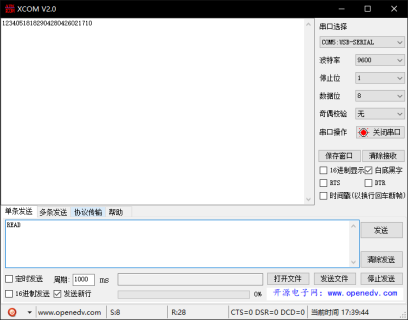 XCOM V2.0
1234051818290428042602171​0
串口选择
COM5:USB-SERIAL
波特率 9600
停止位 1
数据位 8
奇偶校验 无
串口操作 关闭串口
保存窗口 清除接收
16进制显示 白底黑字
RTS DTR
时间戳(以换行回车断帧)
单条发送 多条发送 协议传输 帮助
READ
发送
清除发送
定时发送 周期: 1000 ms 打开文件 发送文件 停止发送
16进制发送 发送新行 0% 开源电子网: www.openedv.com
www.openedv.com S:8 R:28 CTS=0 DSR=0 DCD=0 当前时间 17:39:44